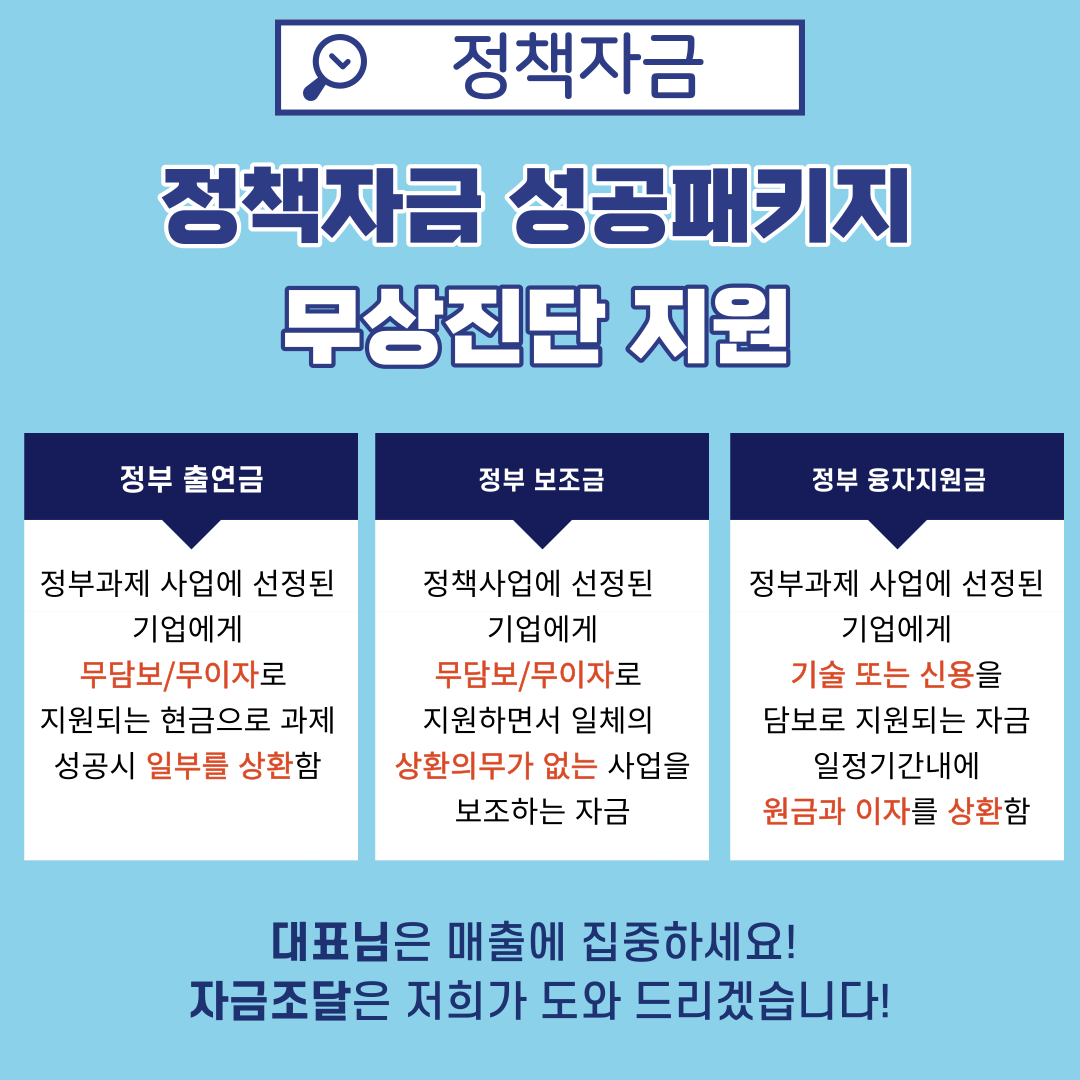 정책자금
정책자금 성공패키지
무상진단 지원
정부 출연금
정부과제 사업에 선정된
기업에게
무담보/무이자로
지원되는 현금으로 과제
성공시 일부를 상환함
정부 보조금
정책사업에 선정된
기업에게
무담보/무이자로
지원하면서 일체의
상환의무가 없는 사업을
보조하는 자금
정부 융자지원금
정부과제 사업에 선정된
기업에게
기술 또는 신용을
담보로 지원되는 자금
일정기간내에
원금과 이자를 상환함
대표님은 매출에 집중하세요!
자금조달은 저희가 도와 드리겠습니다!